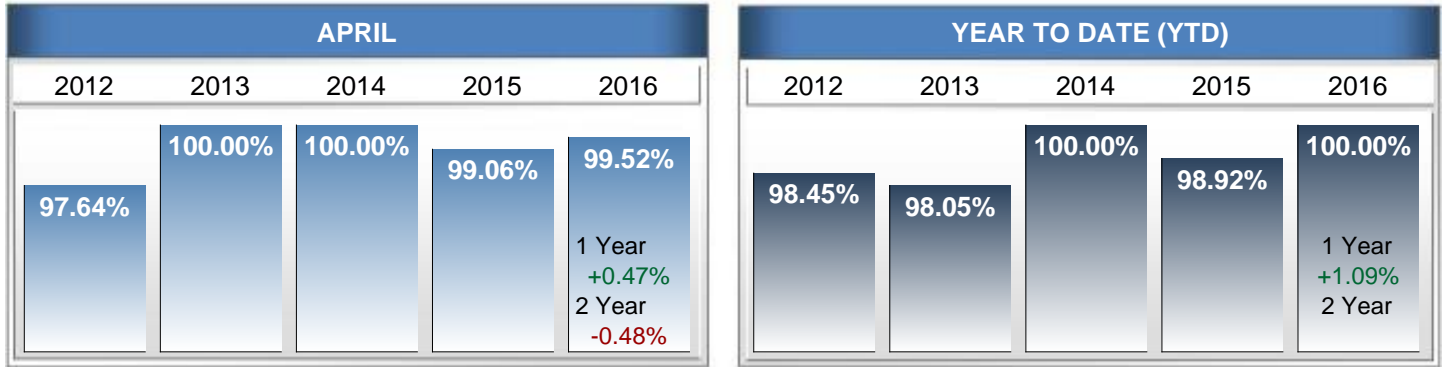 APRIL
2012 2013 2014 2015 2016
97.64% 100.00% 100.00% 99.06% 99.52%
1 Year
+0.47%
2 Year
-0.48%
YEAR TO DATE (YTD)
2012 2013 2014 2015 2016
98.45% 98.05% 100.00% 98.92% 100.00%
1 Year
+1.09%
2 Year